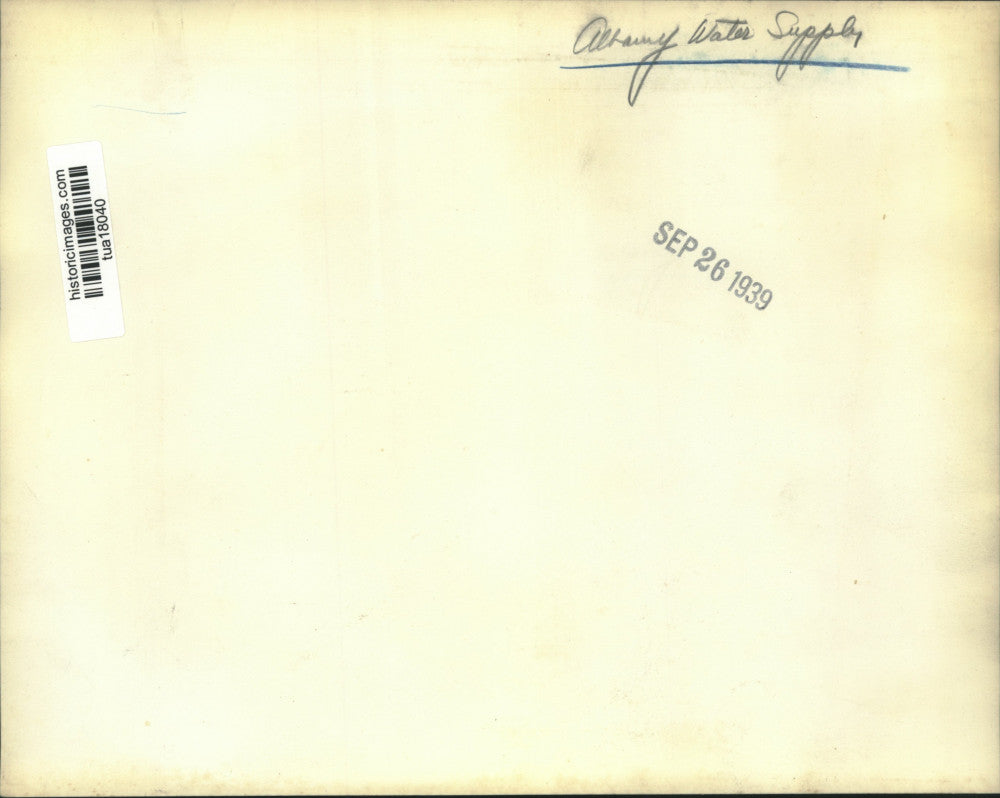 Albany Water Supply
SEP 26 1939
historicimages.com
tua18040